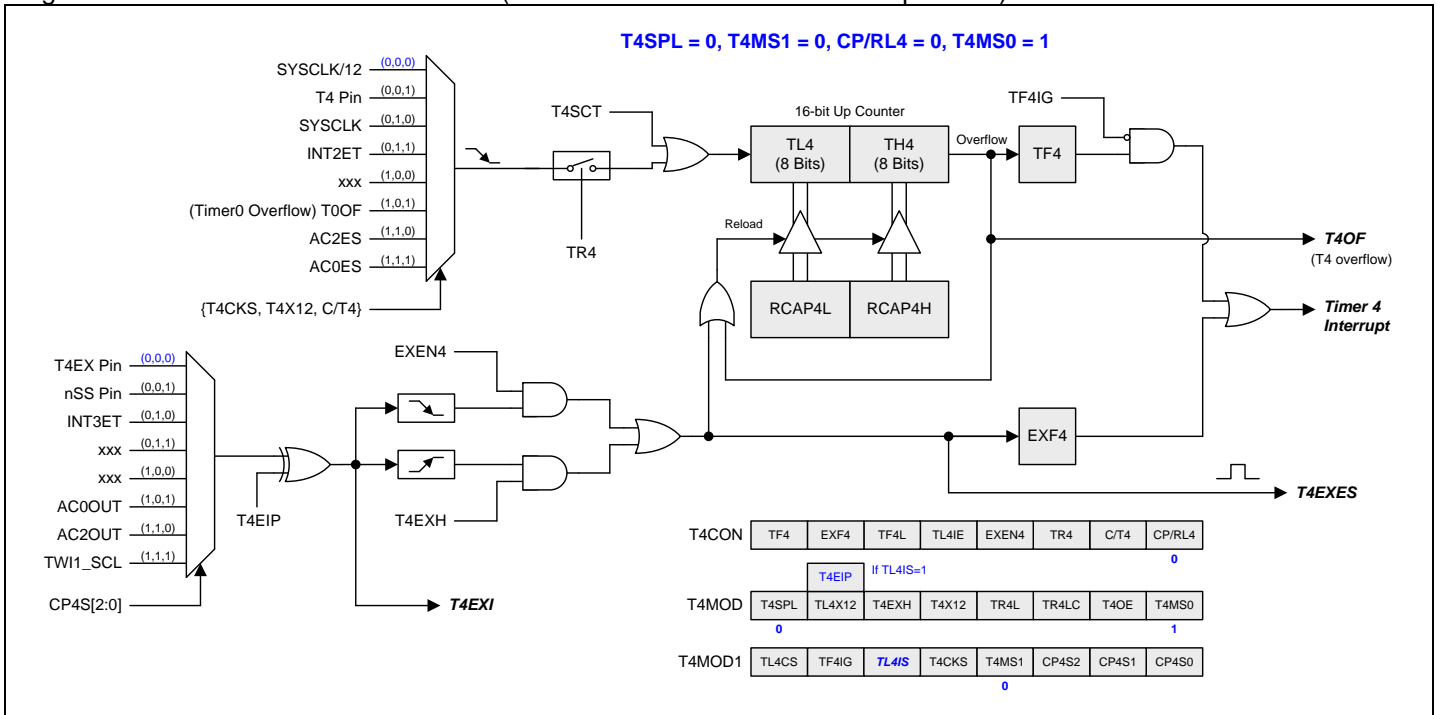 T4SPL = 0, T4MS1 = 0, CP/RL4 = 0, T4MS0 = 1
SYSCLK/12 (0,0,0)
T4 Pin (0,0,1)
SYSCLK (0,1,0)
INT2ET (0,1,1)
xxx (1,0,0)
(Timer0 Overflow) T0OF (1,0,1)
AC2ES (1,1,0)
AC0ES (1,1,1)
{T4CKS, T4X12, C/T4}
TR4
T4SCT
16-bit Up Counter
TL4
(8 Bits)
TH4
(8 Bits)
Overflow
TF4
TF4IG
Reload
RCAP4L
RCAP4H
T4OF
(T4 overflow)
Timer 4
Interrupt
T4EX Pin (0,0,0)
nSS Pin (0,0,1)
INT3ET (0,1,0)
xxx (0,1,1)
xxx (1,0,0)
AC0OUT (1,0,1)
AC2OUT (1,1,0)
TWI1_SCL (1,1,1)
CP4S[2:0]
T4EIP
EXEN4
T4EXH
T4EXI
EXF4
T4EXES
T4CON TF4 EXF4 TF4L TL4IE EXEN4 TR4 C/T4 CP/RL4
0
T4EIP If TL4IS=1
T4MOD T4SPL TL4X12 T4EXH T4X12 TR4L TR4LC T4OE T4MS0
0 1
T4MOD1 TL4CS TF4IG TL4IS T4CKS T4MS1 CP4S2 CP4S1 CP4S0
0